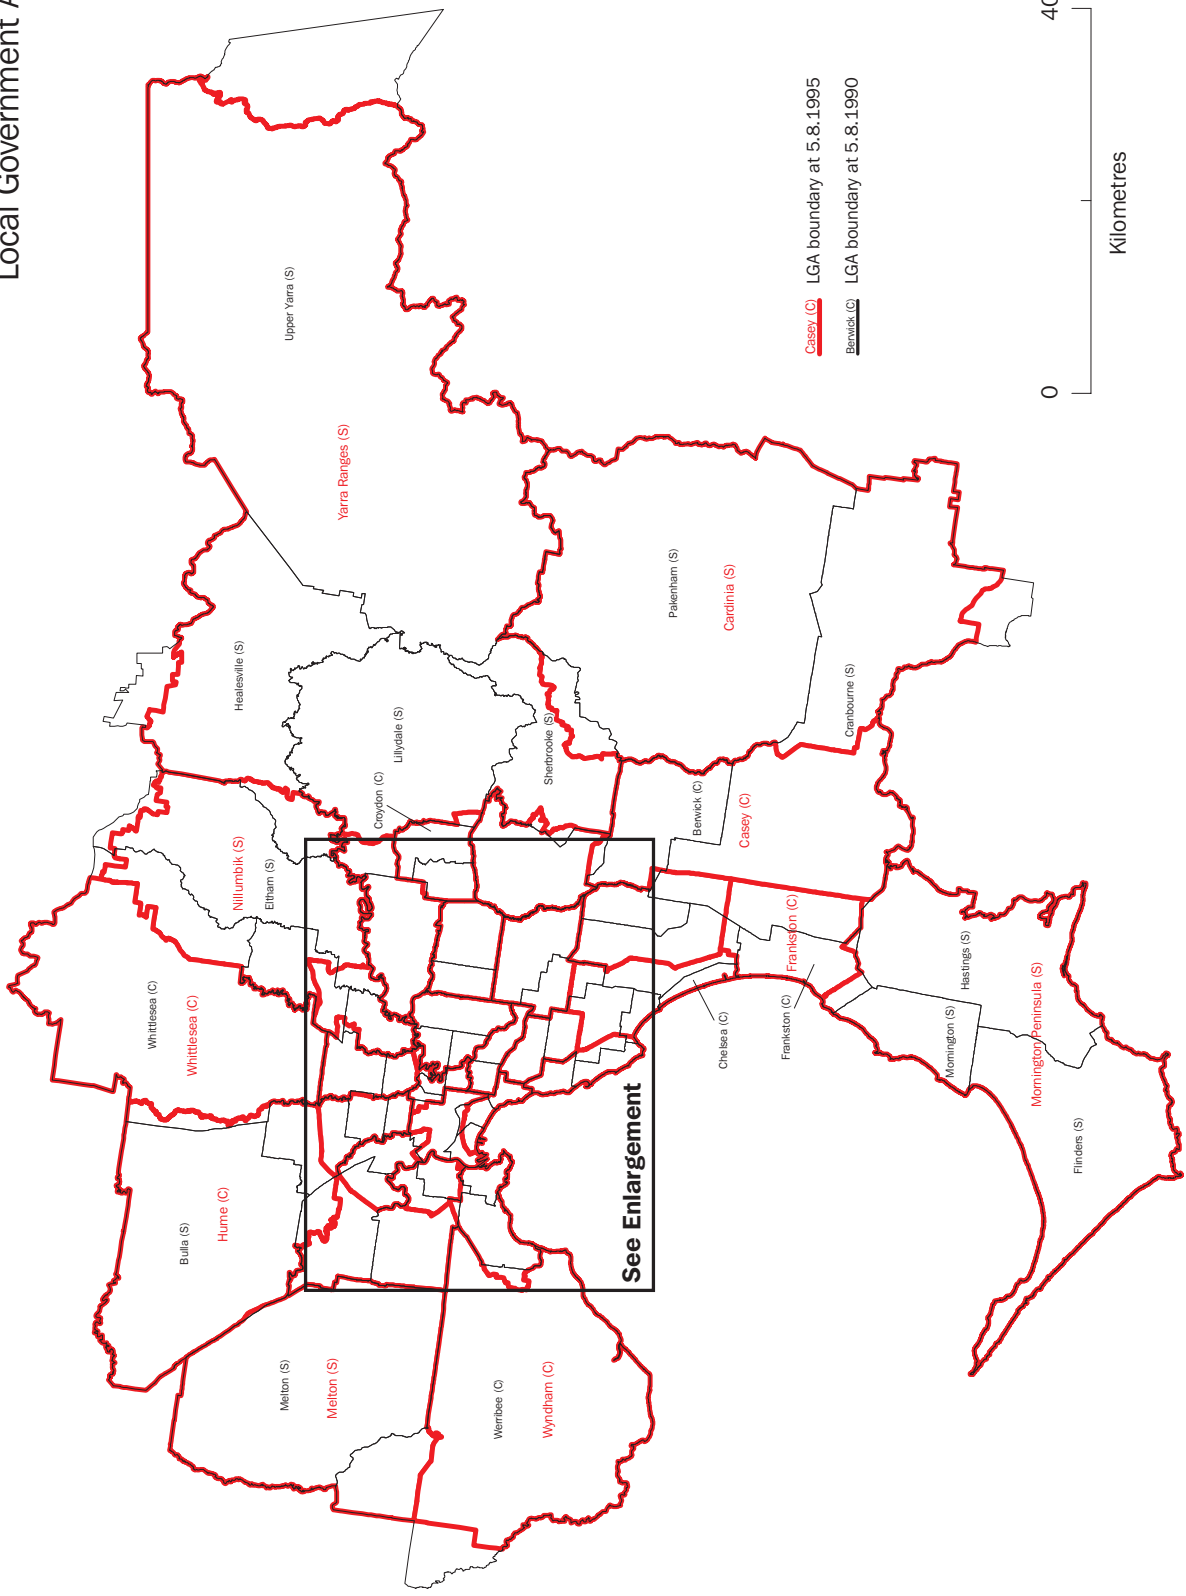 Local Government A
Upper Yarra (S)
Yarra Ranges (S)
Healesville (S)
Lillydale (S)
Croydon (C)
Sherbrooke (S)
Nillumbik (S)
Eltham (S)
Whittlesea (C)
Whittlesea (C)
Bulla (S)
Hume (C)
Melton (S)
Melton (S)
Werribee (C)
Wyndham (C)
See Enlargement
Pakenham (S)
Cardinia (S)
Cranbourne (S)
Berwick (C)
Casey (C)
Frankston (C)
Frankston (C)
Chelsea (C)
Hastings (S)
Mornington (S)
Mornington Peninsula (S)
Flinders (S)
Casey (C) LGA boundary at 5.8.1995
Berwick (C) LGA boundary at 5.8.1990
0 40
Kilometres